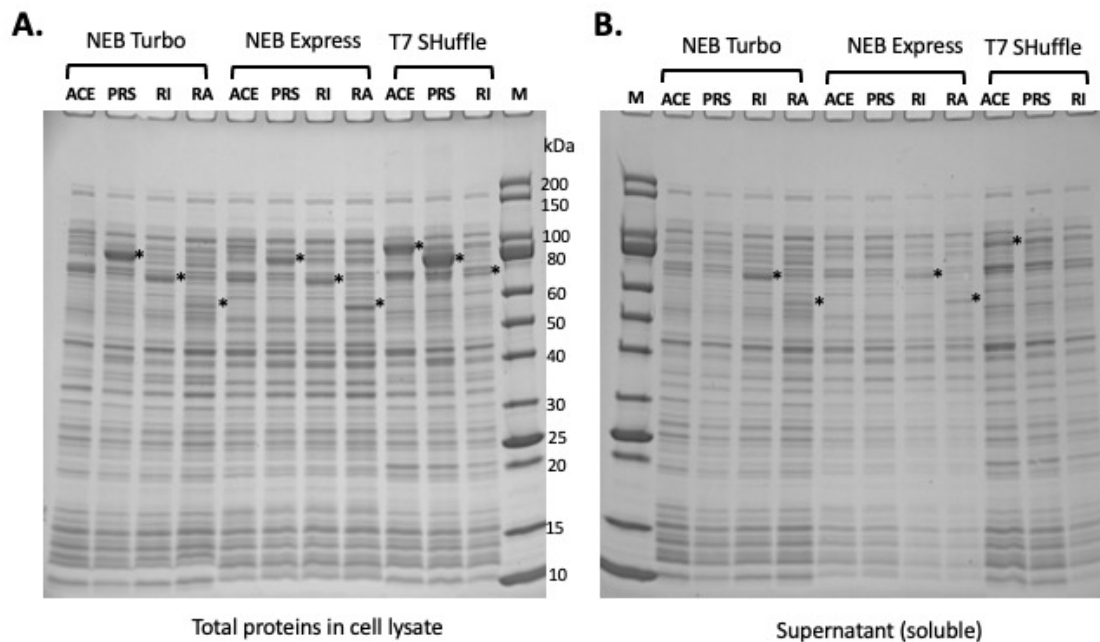 A.
NEB Turbo NEB Express T7 SHuffle
ACE PRS RI RA ACE PRS RI RA ACE PRS RI M
kDa
200
150
100
80
60
50
40
30
25
20
15
10
* * * * * * * * *
Total proteins in cell lysate
B.
NEB Turbo NEB Express T7 SHuffle
M ACE PRS RI RA ACE PRS RI RA ACE PRS RI
* * * * *
Supernatant (soluble)